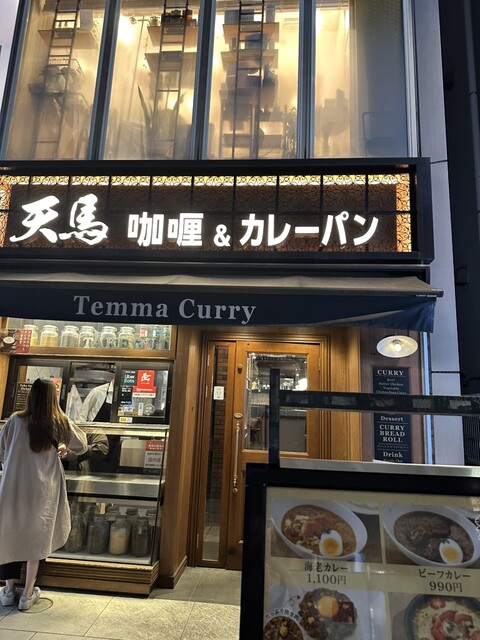 天馬 咖喱 & カレーパン
Temma Curry
CURRY
Dessert
CURRY
BREAD
ROLL
Drink
海老カレー
1,100円
ビーフカレー
990円